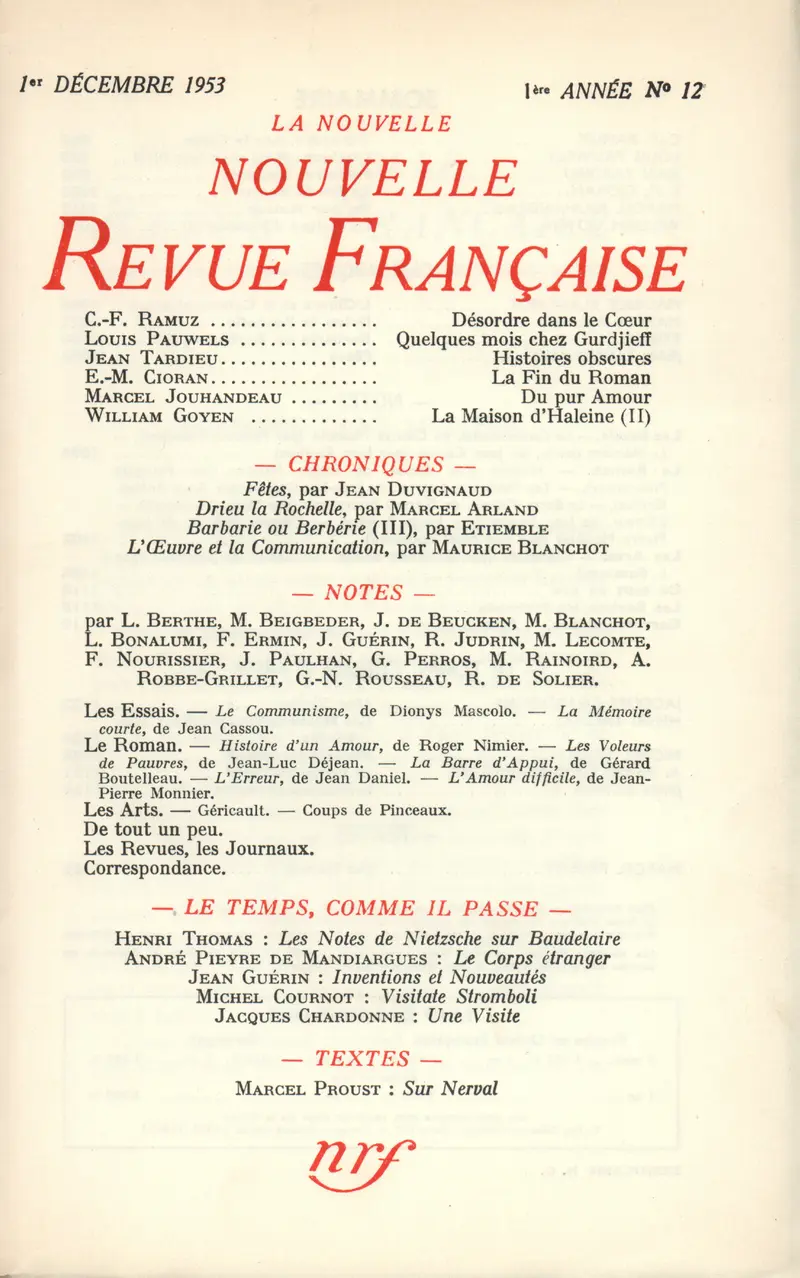 1er DÉCEMBRE 1953
1ère ANNÉE No 12
LA NOUVELLE
NOUVELLE
REVUE FRANÇAISE
C.-F. RAMUZ ................. Désordre dans le Cœur
LOUIS PAUWELS .............. Quelques mois chez Gurdjieff
JEAN TARDIEU................ Histoires obscures
E.-M. CIORAN................. La Fin du Roman
MARCEL JOUHANDEAU ......... Du pur Amour
WILLIAM GOYEN ............. La Maison d'Haleine (II)
— CHRONIQUES —
Fêtes, par JEAN DUVIGNAUD
Drieu la Rochelle, par MARCEL ARLAND
Barbarie ou Berbérie (III), par ETIEMBLE
L'Œuvre et la Communication, par MAURICE BLANCHOT
— NOTES —
par L. BERTHE, M. BEIGBEDER, J. DE BEUCKEN, M. BLANCHOT,
L. BONALUMI, F. ERMIN, J. GUÉRIN, R. JUDRIN, M. LECOMTE,
F. NOURISSIER, J. PAULHAN, G. PERROS, M. RAINOIRD, A.
ROBBE-GRILLET, G.-N. ROUSSEAU, R. DE SOLIER.
Les Essais. — Le Communisme, de Dionys Mascolo. — La Mémoire
courte, de Jean Cassou.
Le Roman. — Histoire d'un Amour, de Roger Nimier. — Les Voleurs
de Pauvres, de Jean-Luc Déjean. — La Barre d'Appui, de Gérard
Boutelleau. — L'Erreur, de Jean Daniel. — L'Amour difficile, de Jean-
Pierre Monnier.
Les Arts. — Géricault. — Coups de Pinceaux.
De tout un peu.
Les Revues, les Journaux.
Correspondance.
— LE TEMPS, COMME IL PASSE —
HENRI THOMAS : Les Notes de Nietzsche sur Baudelaire
ANDRÉ PIEYRE DE MANDIARGUES : Le Corps étranger
JEAN GUÉRIN : Inventions et Nouveautés
MICHEL COURNOT : Visitate Stromboli
JACQUES CHARDONNE : Une Visite
— TEXTES —
MARCEL PROUST : Sur Nerval
nrf